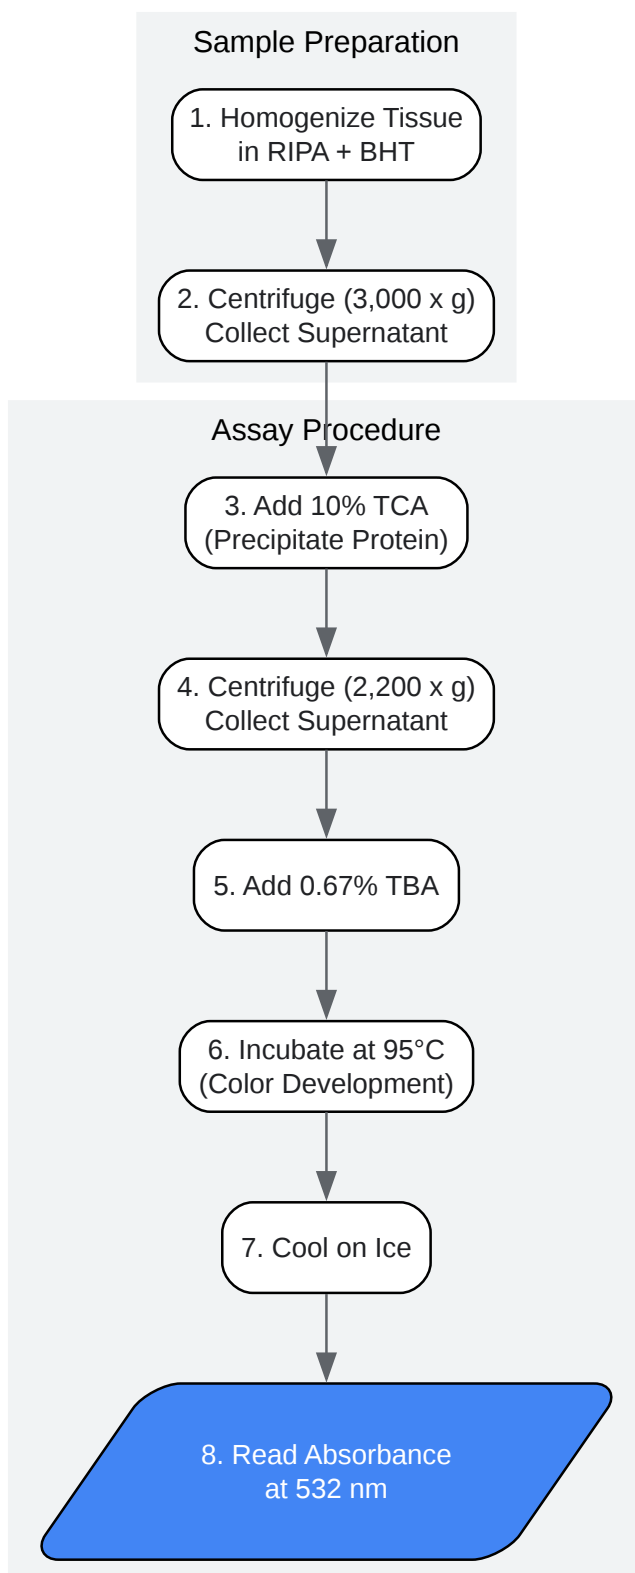 Sample Preparation
1. Homogenize Tissue
in RIPA + BHT
2. Centrifuge (3,000 x g)
Collect Supernatant
Assay Procedure
3. Add 10% TCA
(Precipitate Protein)
4. Centrifuge (2,200 x g)
Collect Supernatant
5. Add 0.67% TBA
6. Incubate at 95°C
(Color Development)
7. Cool on Ice
8. Read Absorbance
at 532 nm